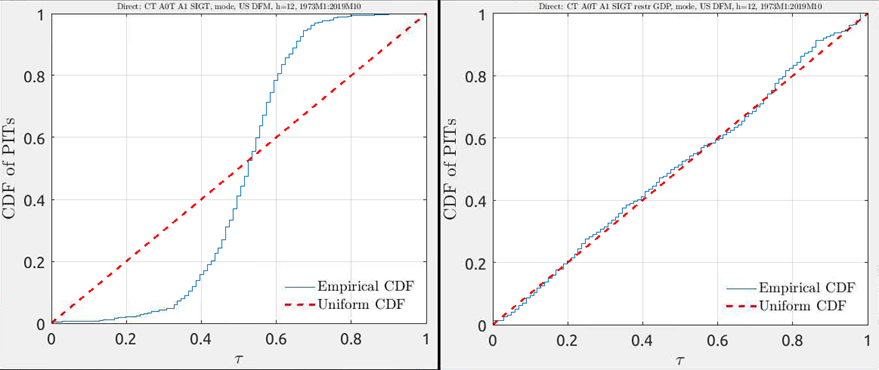 Direct: CT A0T A1 SIGT, mode, US DFM, h=12, 1973M1:2019M10
CDF of PITs
1
0.8
0.6
0.4
0.2
0
Empirical CDF
Uniform CDF
0 0.2 0.4 0.6 0.8 1
τ
Direct: CT A0T A1 SIGT restr GDP, mode, US DFM, h=12, 1973M1:2019M10
CDF of PITs
1
0.8
0.6
0.4
0.2
0
Empirical CDF
Uniform CDF
0 0.2 0.4 0.6 0.8 1
τ